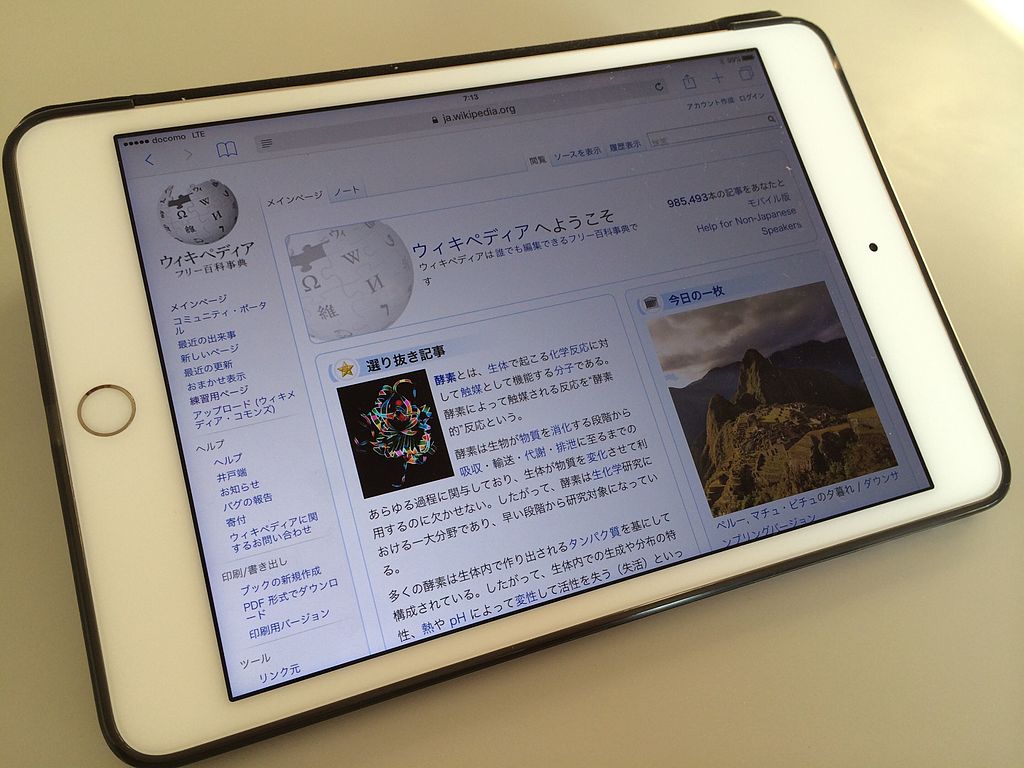 ●●●●● docomo LTE
7:13
99%
ja.wikipedia.org
アカウント作成 ログイン
メインページ ノート
閲覧 ソースを表示 履歴表示 検索
Ω W И 維 7
ウィキペディア
フリー百科事典
メインページ
コミュニティ・ポータ
ル
最近の出来事
新しいページ
最近の更新
おまかせ表示
練習用ページ
アップロード (ウィキメ
ディア・コモンズ)
ヘルプ
ヘルプ
井戸端
お知らせ
バグの報告
寄付
ウィキペディアに関
するお問い合わせ
印刷/書き出し
ブックの新規作成
PDF 形式でダウンロ
ード
印刷用バージョン
ツール
リンク元
Ω W И 維 7
ウィキペディアへようこそ
ウィキペディアは誰でも編集できるフリー百科事典で
す
985,493本の記事をあなたと
モバイル版
Help for Non-Japanese
Speakers
選り抜き記事
酵素とは、生体で起こる化学反応に対
して触媒として機能する分子である。
酵素によって触媒される反応を“酵素
的”反応という。
酵素は生物が物質を消化する段階から
吸収・輸送・代謝・排泄に至るまでの
あらゆる過程に関与しており、生体が物質を変化させて利
用するのに欠かせない。したがって、酵素は生化学研究に
おける一大分野であり、早い段階から研究対象になってい
る。
多くの酵素は生体内で作り出されるタンパク質を基にして
構成されている。したがって、生体内での生成や分布の特
性、熱や pH によって変性して活性を失う（失活）といっ
今日の一枚
ペルー, マチュ・ピチュの夕暮れ / ダウンサ
ンプリングバージョン